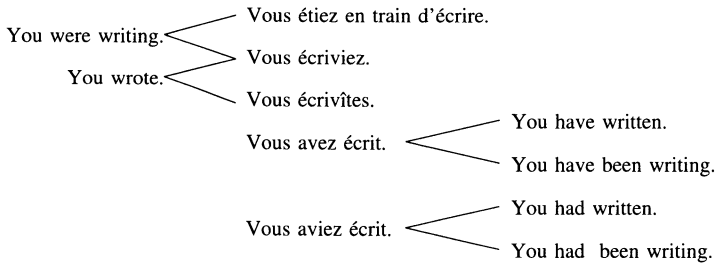 Vous étiez en train d'écrire.
You were writing.
Vous écriviez.
You wrote.
Vous écrivîtes.
You have written.
Vous avez écrit.
You have been writing.
You had written.
Vous aviez écrit.
You had been writing.